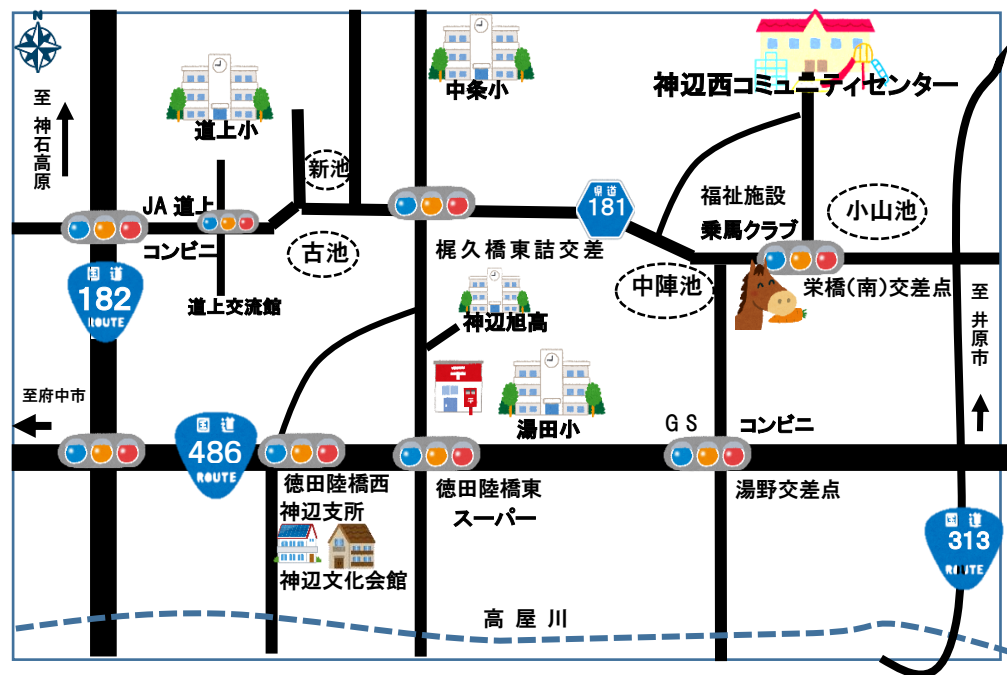 N
至 神石高原
道上小
中条小
神辺西コミュニティセンター
新池
JA 道上
コンビニ
古池
道上交流館
梶久橋東詰交差
県道
181
福祉施設
乗馬クラブ
小山池
中陣池
栄橋(南)交差点
至 井原市
国道
182
ROUTE
神辺旭高
〒
湯田小
至府中市
国道
486
ROUTE
GS
コンビニ
徳田陸橋西
神辺支所
神辺文化会館
徳田陸橋東
スーパー
湯野交差点
国道
313
ROUTE
高屋川